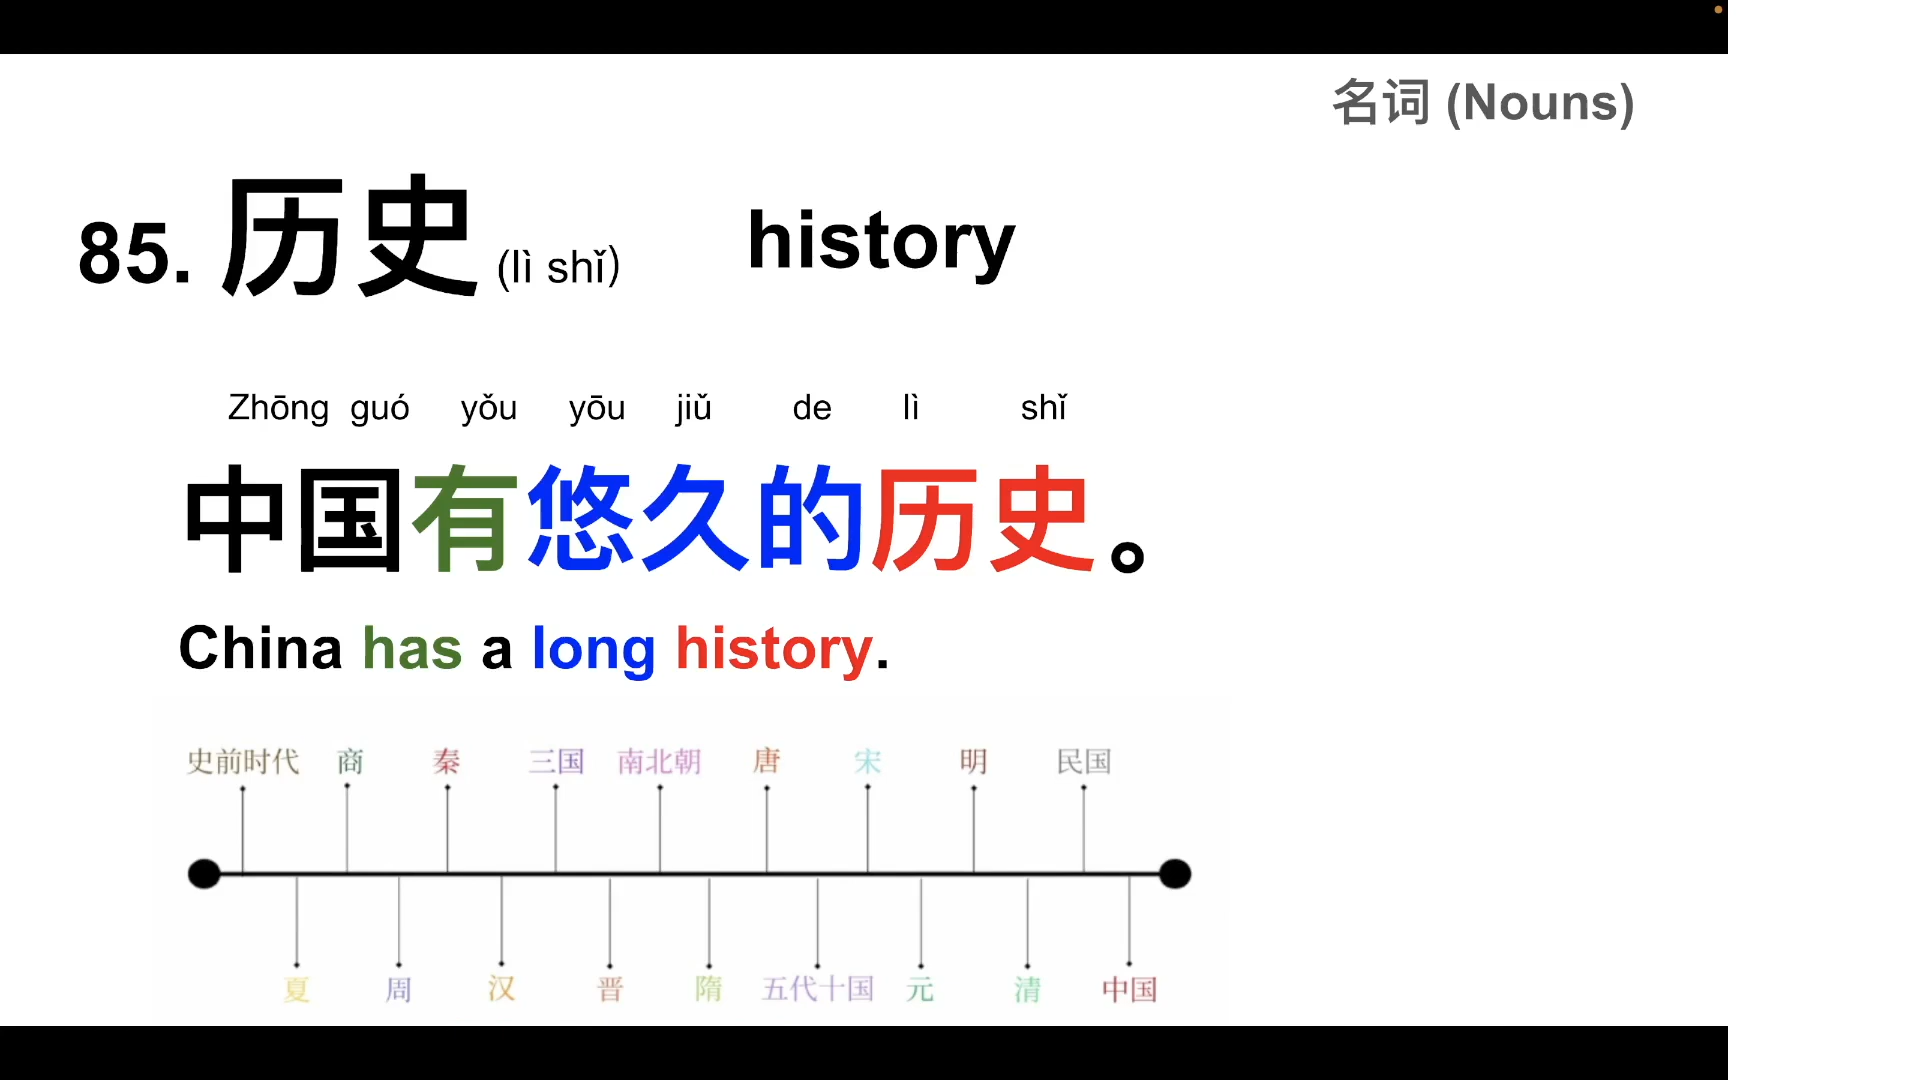 名词 (Nouns)
85. 历史 (lì shǐ) history
Zhōng guó yǒu yōu jiǔ de lì shǐ
中国有悠久的历史。
China has a long history.
史前时代 商 秦 三国 南北朝 唐 宋 明 民国
夏 周 汉 晋 隋 五代十国 元 清 中国